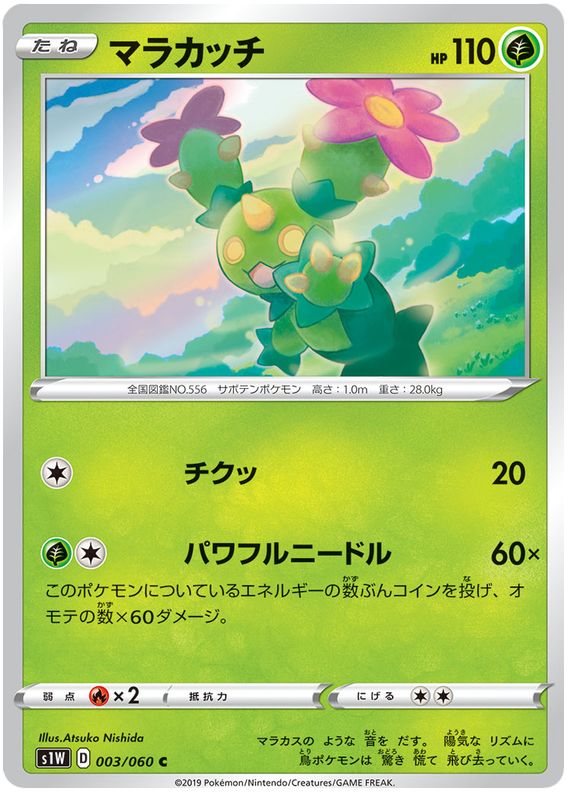 たね マラカッチ HP 110
全国図鑑NO.556 サボテンポケモン 高さ:1.0m 重さ:28.0kg
チクッ 20
パワフルニードル 60×
このポケモンについているエネルギーの数ぶんコインを投げ、オ
モテの数×60ダメージ。
弱点 ×2 抵抗力 にげる
Illus.Atsuko Nishida
s1W D 003/060 C
マラカスの ような 音を だす。 陽気な リズムに
鳥ポケモンは 驚き 慌て 飛び去っていく。
©2019 Pokémon/Nintendo/Creatures/GAME FREAK.